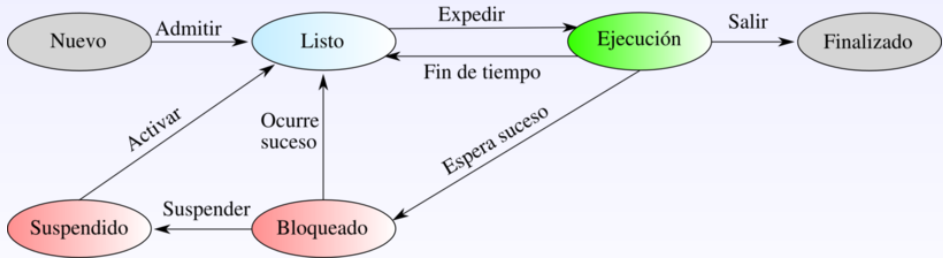 Expedir
Salir
Nuevo
Admitir
Listo
Ejecución
Finalizado
Fin de tiempo
Activar
Ocurre
suceso
Espera suceso
Suspender
Suspendido
Bloqueado